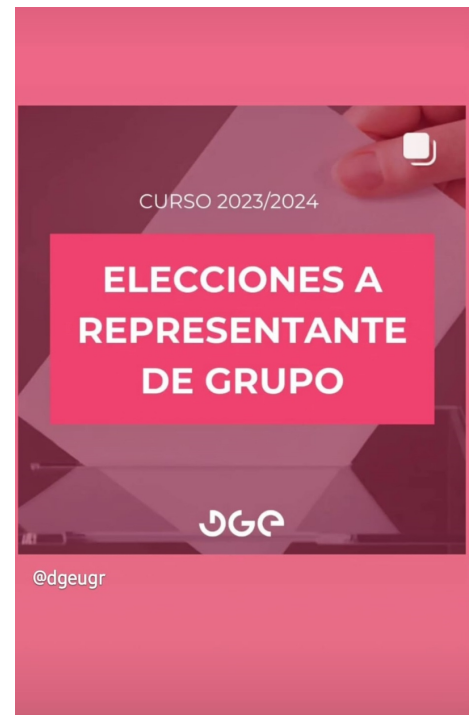 CURSO 2023/2024
ELECCIONES A
REPRESENTANTE
DE GRUPO
DGE
@dgeugr